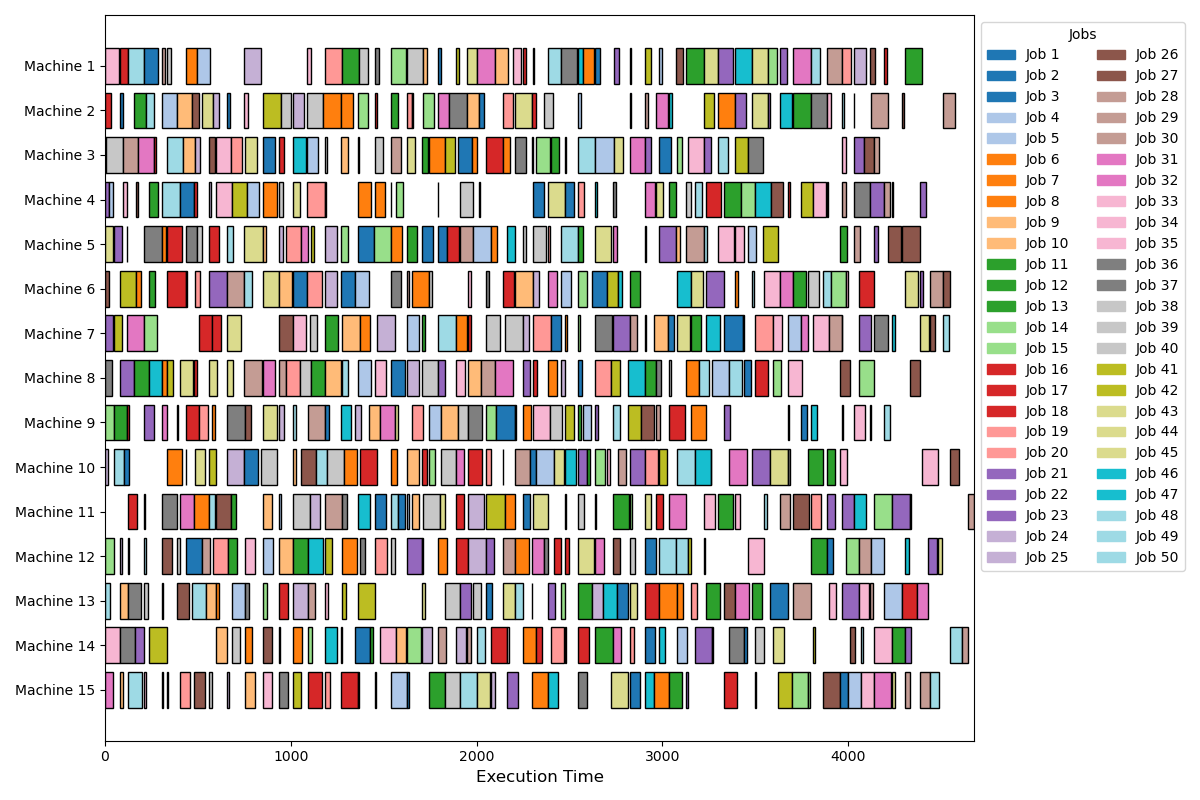 Machine 1
Machine 2
Machine 3
Machine 4
Machine 5
Machine 6
Machine 7
Machine 8
Machine 9
Machine 10
Machine 11
Machine 12
Machine 13
Machine 14
Machine 15
0 1000 2000 3000 4000
Execution Time
Jobs
Job 1
Job 2
Job 3
Job 4
Job 5
Job 6
Job 7
Job 8
Job 9
Job 10
Job 11
Job 12
Job 13
Job 14
Job 15
Job 16
Job 17
Job 18
Job 19
Job 20
Job 21
Job 22
Job 23
Job 24
Job 25
Job 26
Job 27
Job 28
Job 29
Job 30
Job 31
Job 32
Job 33
Job 34
Job 35
Job 36
Job 37
Job 38
Job 39
Job 40
Job 41
Job 42
Job 43
Job 44
Job 45
Job 46
Job 47
Job 48
Job 49
Job 50